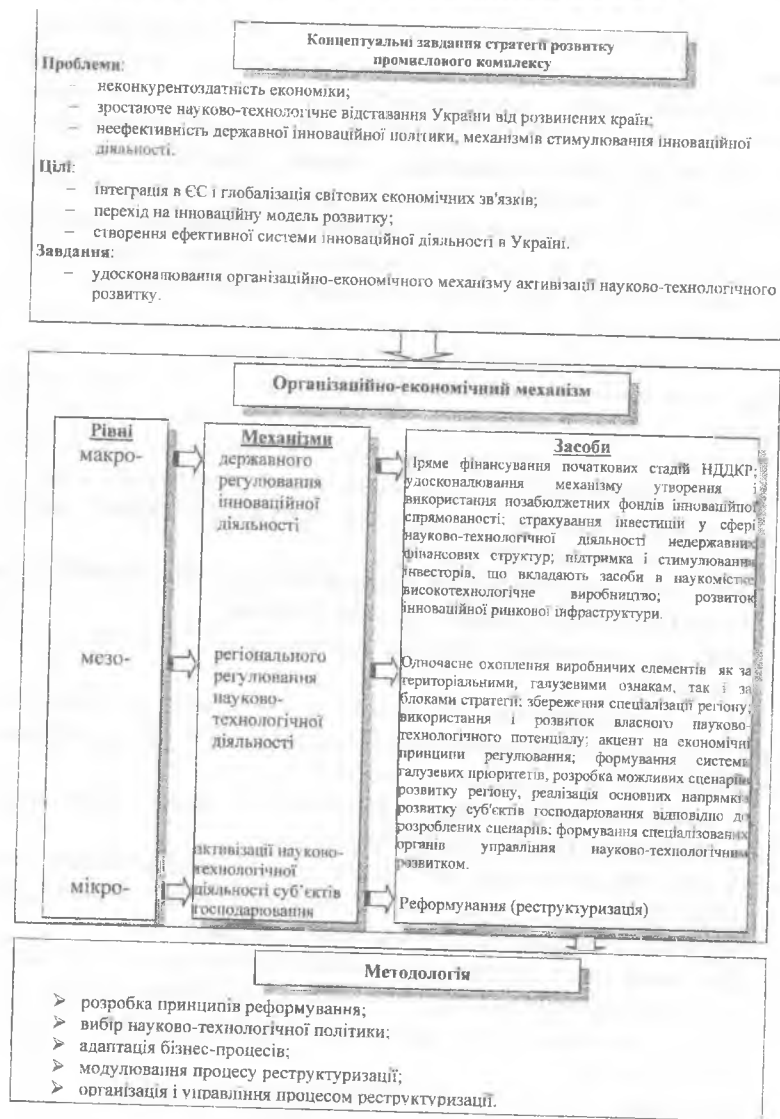 Концептуальні завдання стратегії розвитку
промислового комплексу
Проблеми:
– неконкурентоздатність економіки;
– зростаюче науково-технологічне відставання України від розвинених країн;
– неефективність державної інноваційної політики, механізмів стимулювання інноваційної
діяльності.
Цілі:
– інтеграція в ЄС і глобалізація світових економічних зв'язків;
– перехід на інноваційну модель розвитку;
– створення ефективної системи інноваційної діяльності в Україні.
Завдання:
– удосконалювання організаційно-економічного механізму активізації науково-технологічного
розвитку.
Організаційно-економічний механізм
Рівні
макро-
мезо-
мікро-
Механізми
державного
регулювання
інноваційної
діяльності
регіонального
регулювання
науково-
технологічної
діяльності
активізації науково-
технологічної
діяльності суб'єктів
господарювання
Засоби
Пряме фінансування початкових стадій НДДКР;
удосконалювання механізму утворення і
використання позабюджетних фондів інноваційної
спрямованості; страхування інвестицій у сфері
науково-технологічної діяльності недержавних
фінансових структур; підтримка і стимулювання
інвесторів, що вкладають засоби в наукомістке
високотехнологічне виробництво; розвиток
інноваційної ринкової інфраструктури.
Одночасне охоплення виробничих елементів як за
територіальними, галузевими ознакам, так і за
блоками стратегії; збереження спеціалізації регіону;
використання і розвиток власного науково-
технологічного потенціалу; акцент на економічні
принципи регулювання; формування системи
галузевих пріоритетів, розробка можливих сценаріїв
розвитку регіону, реалізація основних напрямків
розвитку суб'єктів господарювання відповідно до
розроблених сценаріїв; формування спеціалізованих
органів управління науково-технологічним
розвитком.
Реформування (реструктуризація)
Методологія
➢ розробка принципів реформування;
➢ вибір науково-технологічної політики;
➢ адаптація бізнес-процесів;
➢ модулювання процесу реструктуризації;
➢ організація і управління процесом реструктуризації.